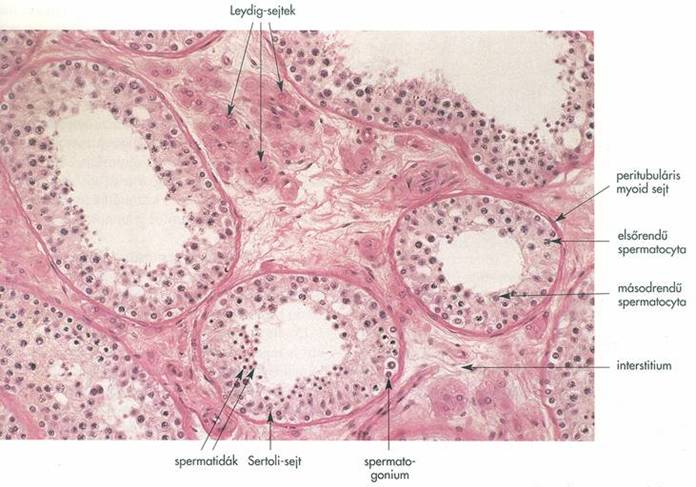 Leydig-sejtek
peritubuláris
myoid sejt
elsőrendű
spermatocyta
másodrendű
spermatocyta
interstitium
spermatidák
Sertoli-sejt
spermato-
gonium